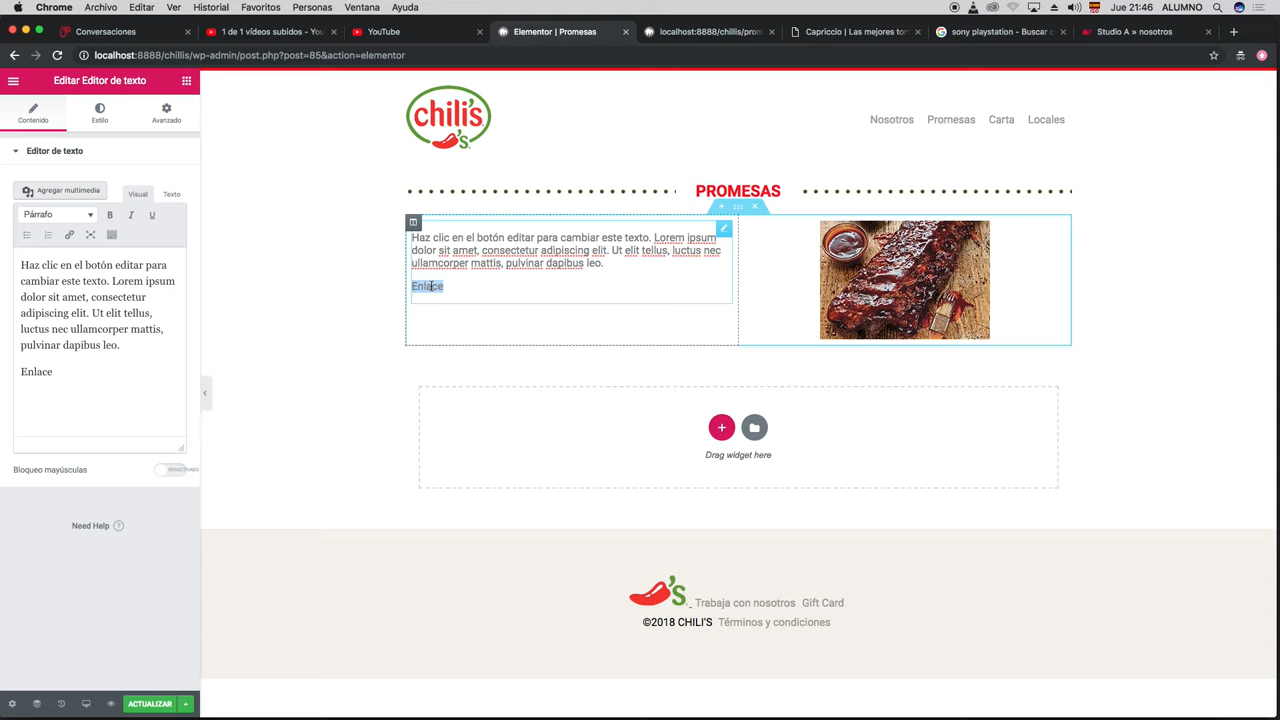 Chrome Archivo Editar Ver Historial Favoritos Personas Ventana Ayuda Jue 21:46 ALUMNO
Conversaciones 1 de 1 vídeos subidos - You YouTube Elementor | Promesas localhost:8888/chillis/prom Capriccio | Las mejores tor sony playstation - Buscar c Studio A » nosotros
localhost:8888/chillis/wp-admin/post.php?post=85&action=elementor
Editar Editor de texto
Contenido Estilo Avanzado
Editor de texto
Agregar multimedia Visual Texto
Párrafo B I U
Haz clic en el botón editar para
cambiar este texto. Lorem ipsum
dolor sit amet, consectetur
adipiscing elit. Ut elit tellus,
luctus nec ullamcorper mattis,
pulvinar dapibus leo.
Enlace
Bloqueo mayúsculas DESACTIVADO
Need Help ?
ACTUALIZAR
chili's
Nosotros Promesas Carta Locales
PROMESAS
Haz clic en el botón editar para cambiar este texto. Lorem ipsum
dolor sit amet, consectetur adipiscing elit. Ut elit tellus, luctus nec
ullamcorper mattis, pulvinar dapibus leo.
Enlace
Drag widget here
's Trabaja con nosotros Gift Card
©2018 CHILI'S Términos y condiciones